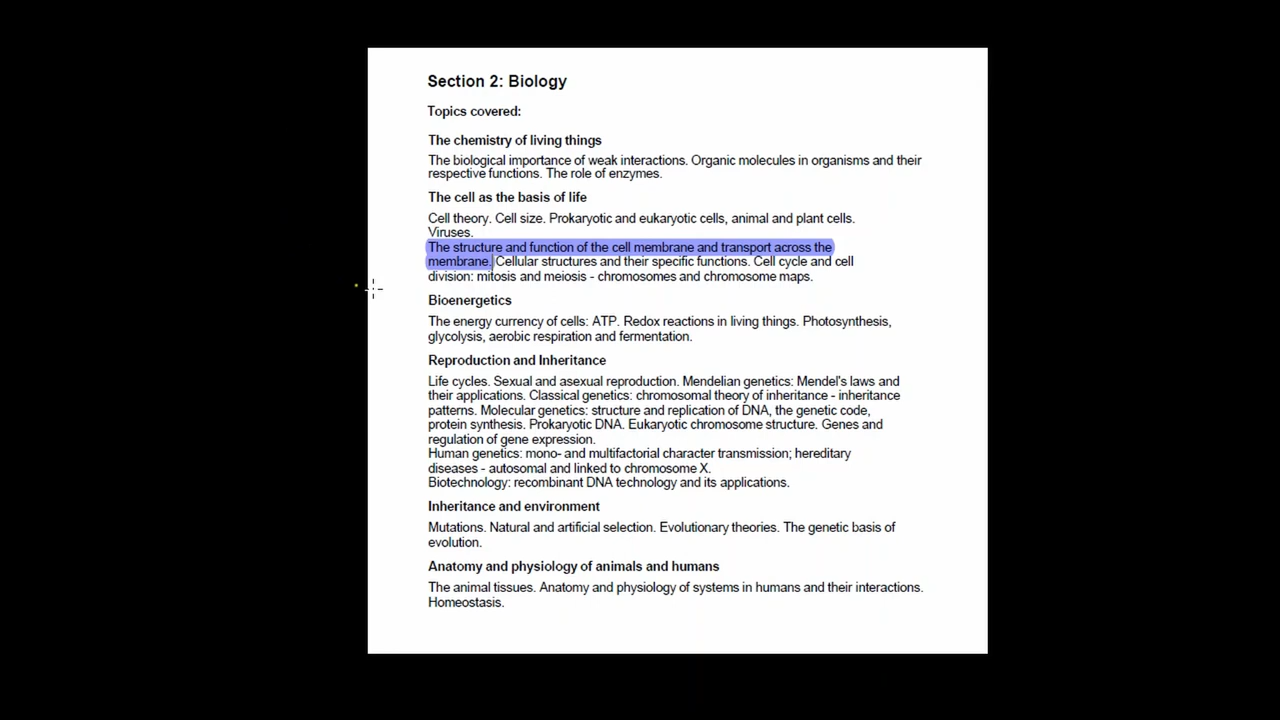 Section 2: Biology
Topics covered:
The chemistry of living things
The biological importance of weak interactions. Organic molecules in organisms and their
respective functions. The role of enzymes.
The cell as the basis of life
Cell theory. Cell size. Prokaryotic and eukaryotic cells, animal and plant cells.
Viruses.
The structure and function of the cell membrane and transport across the
membrane. Cellular structures and their specific functions. Cell cycle and cell
division: mitosis and meiosis - chromosomes and chromosome maps.
Bioenergetics
The energy currency of cells: ATP. Redox reactions in living things. Photosynthesis,
glycolysis, aerobic respiration and fermentation.
Reproduction and Inheritance
Life cycles. Sexual and asexual reproduction. Mendelian genetics: Mendel's laws and
their applications. Classical genetics: chromosomal theory of inheritance - inheritance
patterns. Molecular genetics: structure and replication of DNA, the genetic code,
protein synthesis. Prokaryotic DNA. Eukaryotic chromosome structure. Genes and
regulation of gene expression.
Human genetics: mono- and multifactorial character transmission; hereditary
diseases - autosomal and linked to chromosome X.
Biotechnology: recombinant DNA technology and its applications.
Inheritance and environment
Mutations. Natural and artificial selection. Evolutionary theories. The genetic basis of
evolution.
Anatomy and physiology of animals and humans
The animal tissues. Anatomy and physiology of systems in humans and their interactions.
Homeostasis.